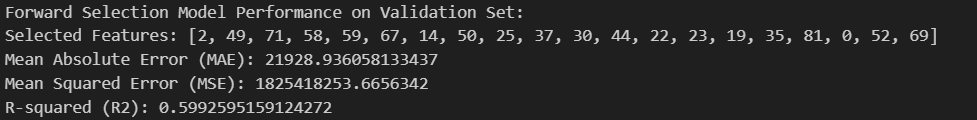 Forward Selection Model Performance on Validation Set:
Selected Features: [2, 49, 71, 58, 59, 67, 14, 50, 25, 37, 30, 44, 22, 23, 19, 35, 81, 0, 52, 69]
Mean Absolute Error (MAE): 21928.936058133437
Mean Squared Error (MSE): 1825418253.6656342
R-squared (R2): 0.5992595159124272